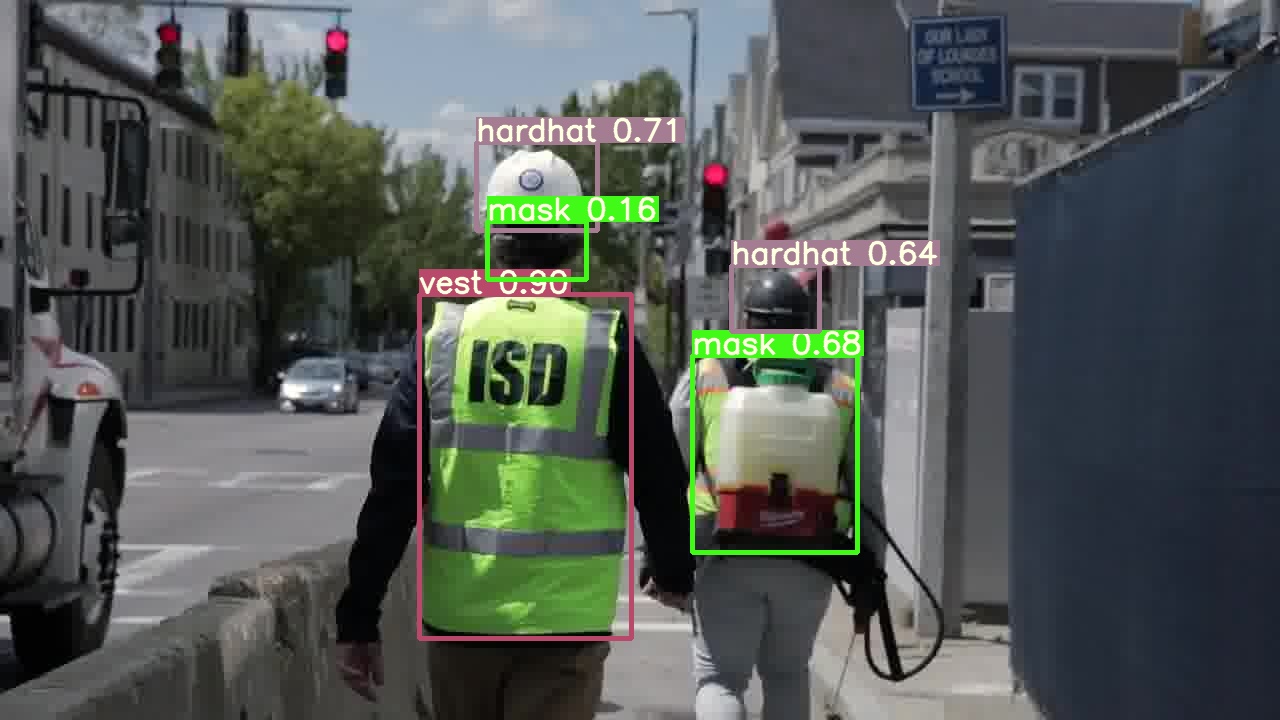 OUR LADY
OF LOURDES
SCHOOL
hardhat 0.71
mask 0.16
hardhat 0.64
vest 0.90
mask 0.68
ISD